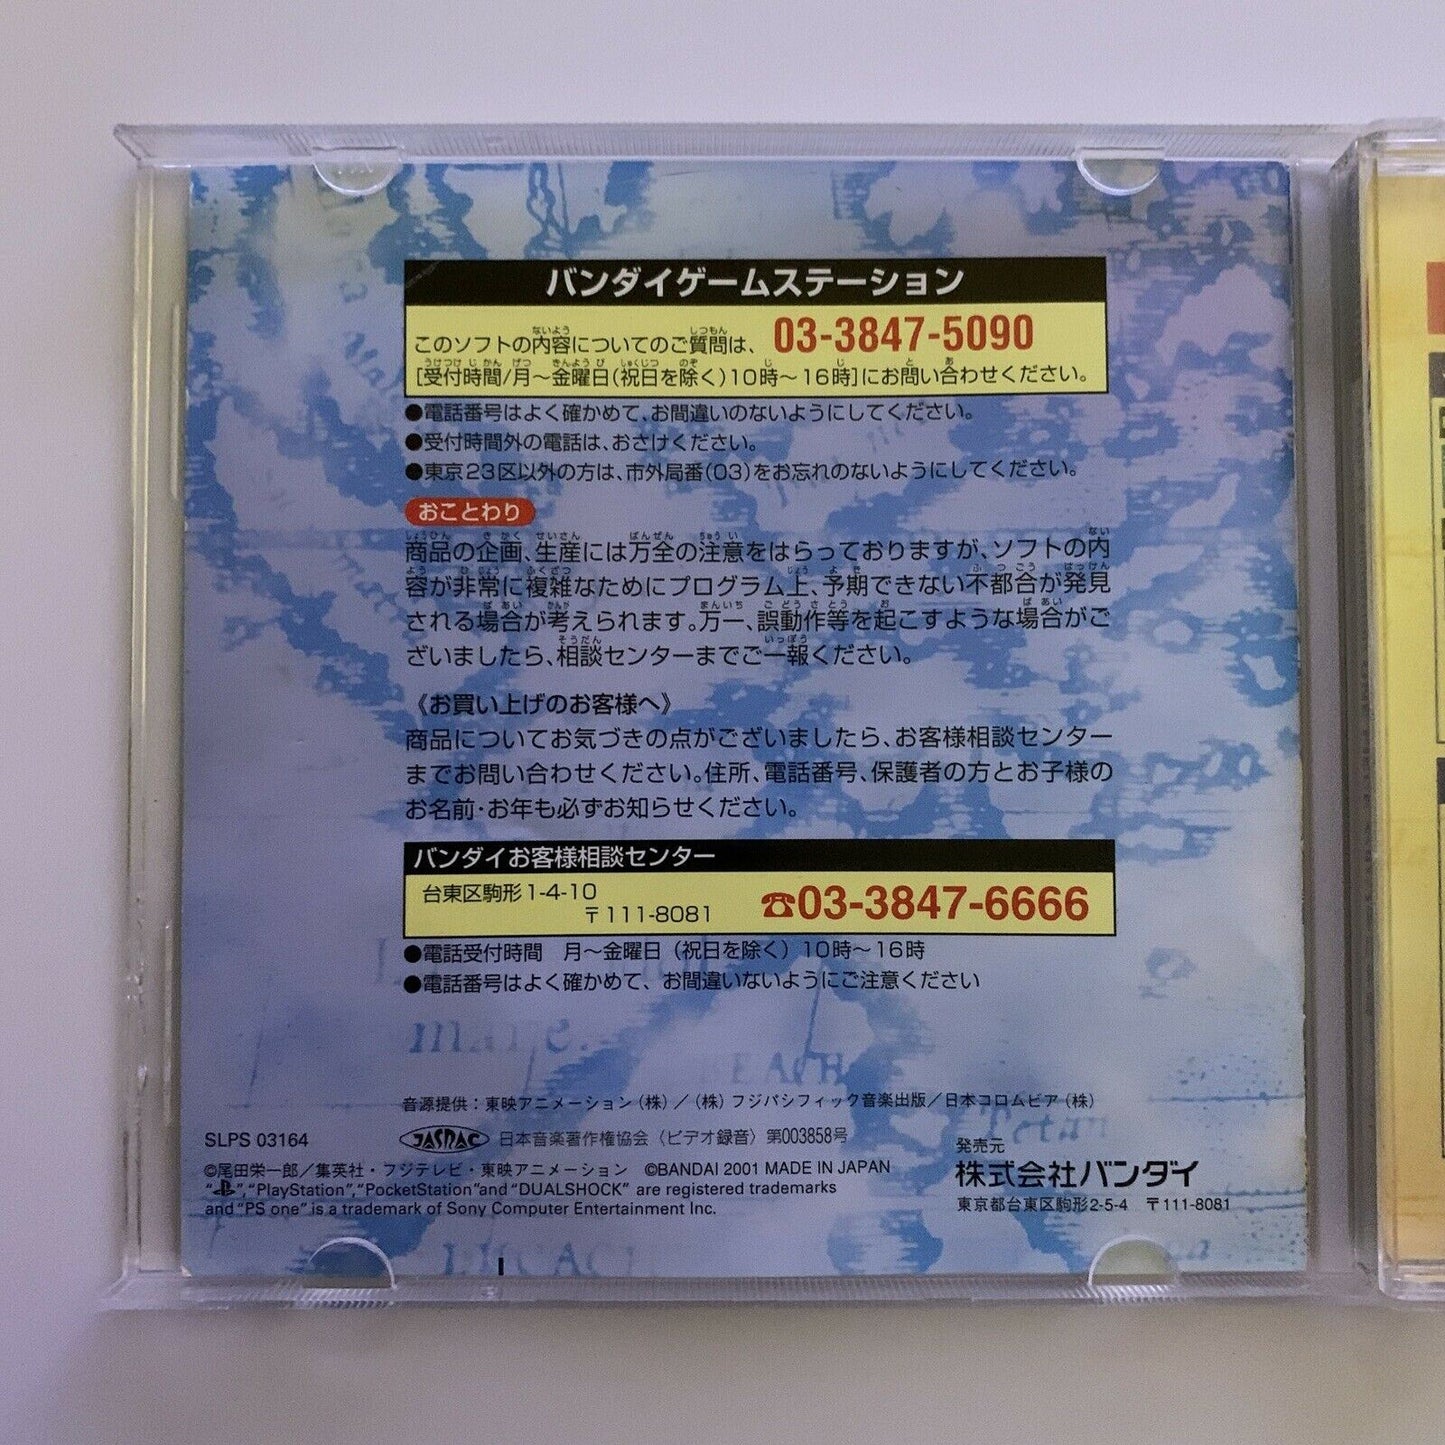 バンダイゲームステーション
このソフトの内容についてのご質問は、 03-3847-5090
[受付時間/月〜金曜日(祝日を除く)10時〜16時]にお問い合わせください。
●電話番号はよく確かめて、お間違いのないようにしてください。
●受付時間外の電話は、おさけください。
●東京23区以外の方は、市外局番(03)をお忘れのないようにしてください。
おことわり
商品の企画、生産には万全の注意をはらっておりますが、ソフトの内
容が非常に複雑なためにプログラム上、予期できない不都合が発見
される場合が考えられます。万一、誤動作等を起こすような場合がご
ざいましたら、相談センターまでご一報ください。
《お買い上げのお客様へ》
商品についてお気づきの点がございましたら、お客様相談センター
までお問い合わせください。住所、電話番号、保護者の方とお子様の
お名前・お年も必ずお知らせください。
バンダイお客様相談センター
台東区駒形1-4-10
〒111-8081 ☎03-3847-6666
●電話受付時間 月〜金曜日(祝日を除く)10時〜16時
●電話番号はよく確かめて、お間違いないようにご注意ください
音源提供：東映アニメーション(株)／(株)フジパシフィック音楽出版／日本コロムビア(株)
SLPS 03164
JASRAC 日本音楽著作権協会〈ビデオ録音〉第003858号
©尾田栄一郎／集英社・フジテレビ・東映アニメーション ©BANDAI 2001 MADE IN JAPAN
"PS","PlayStation","PocketStation"and "DUALSHOCK" are registered trademarks
and "PS one" is a trademark of Sony Computer Entertainment Inc.
発売元
株式会社バンダイ
東京都台東区駒形2-5-4 〒111-8081